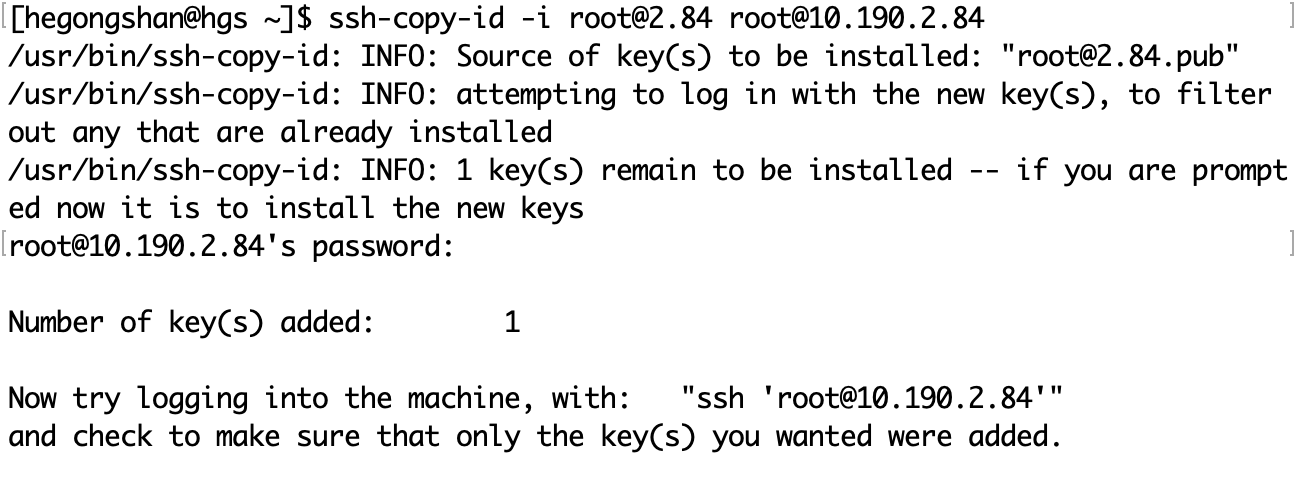 [hegongshan@hgs ~]$ ssh-copy-id -i root@2.84 root@10.190.2.84
/usr/bin/ssh-copy-id: INFO: Source of key(s) to be installed: "root@2.84.pub"
/usr/bin/ssh-copy-id: INFO: attempting to log in with the new key(s), to filter
out any that are already installed
/usr/bin/ssh-copy-id: INFO: 1 key(s) remain to be installed -- if you are prompt
ed now it is to install the new keys
root@10.190.2.84's password:
Number of key(s) added:        1
Now try logging into the machine, with:   "ssh 'root@10.190.2.84'"
and check to make sure that only the key(s) you wanted were added.